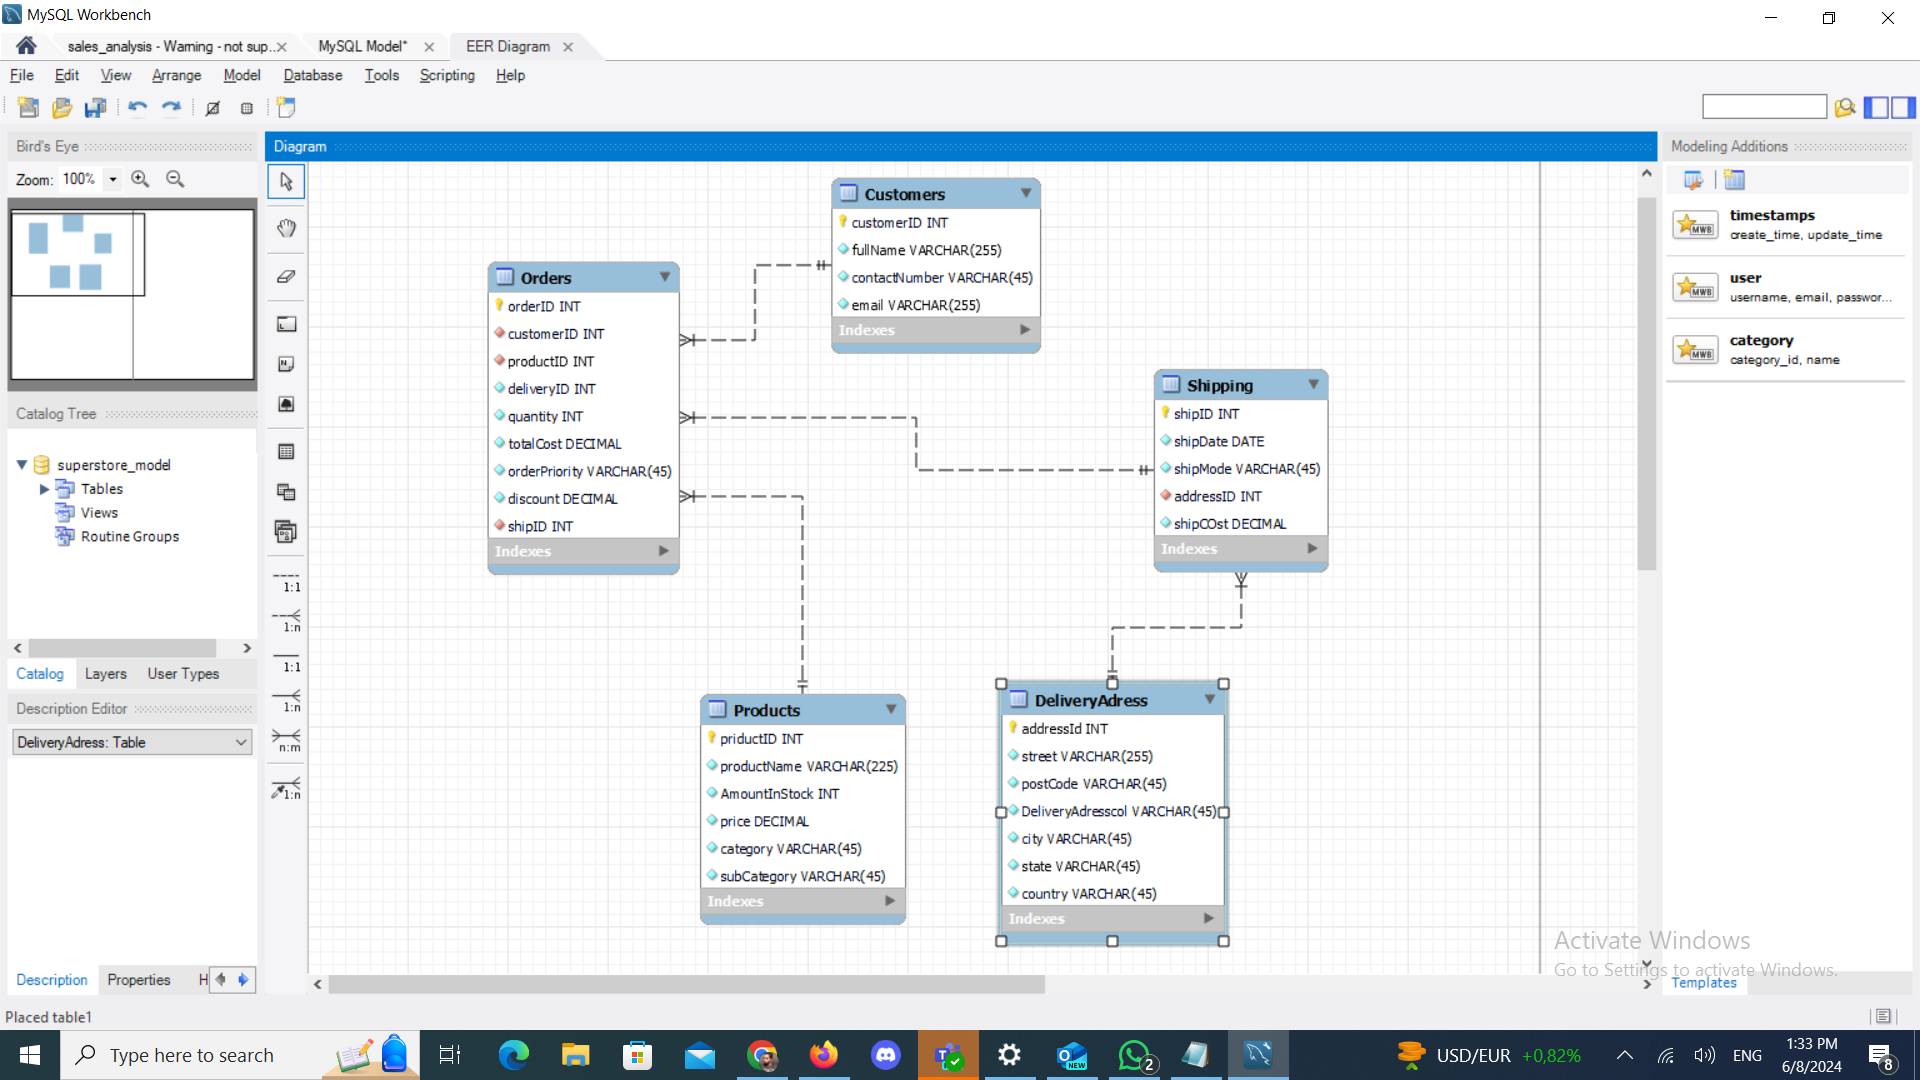 MySQL Workbench
sales_analysis - Warning - not sup...
MySQL Model*
EER Diagram
File Edit View Arrange Model Database Tools Scripting Help
Bird's Eye
Zoom: 100%
Catalog Tree
superstore_model
Tables
Views
Routine Groups
Catalog Layers User Types
Description Editor
DeliveryAdress: Table
Description Properties H
Placed table1
1:1
1:n
1:1
1:n
n:m
1:n
Diagram
Customers
customerID INT
fullName VARCHAR(255)
contactNumber VARCHAR(45)
email VARCHAR(255)
Indexes
Orders
orderID INT
customerID INT
productID INT
deliveryID INT
quantity INT
totalCost DECIMAL
orderPriority VARCHAR(45)
discount DECIMAL
shipID INT
Indexes
Shipping
shipID INT
shipDate DATE
shipMode VARCHAR(45)
addressID INT
shipCOst DECIMAL
Indexes
Products
priductID INT
productName VARCHAR(225)
AmountInStock INT
price DECIMAL
category VARCHAR(45)
subCategory VARCHAR(45)
Indexes
DeliveryAdress
addressId INT
street VARCHAR(255)
postCode VARCHAR(45)
DeliveryAdresscol VARCHAR(45)
city VARCHAR(45)
state VARCHAR(45)
country VARCHAR(45)
Indexes
Modeling Additions
MWB
timestamps
create_time, update_time
MWB
user
username, email, passwor...
MWB
category
category_id, name
Activate Windows
Go to Settings to activate Windows.
Templates
Type here to search
NEW
2
USD/EUR +0,82%
ENG
1:33 PM
6/8/2024
8